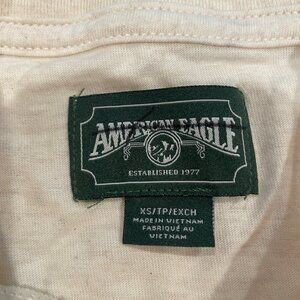 AMERICAN EAGLE
ESTABLISHED 1977
XS/TP/EXCH
MADE IN VIETNAM
FABRIQUÉ AU
VIETNAM